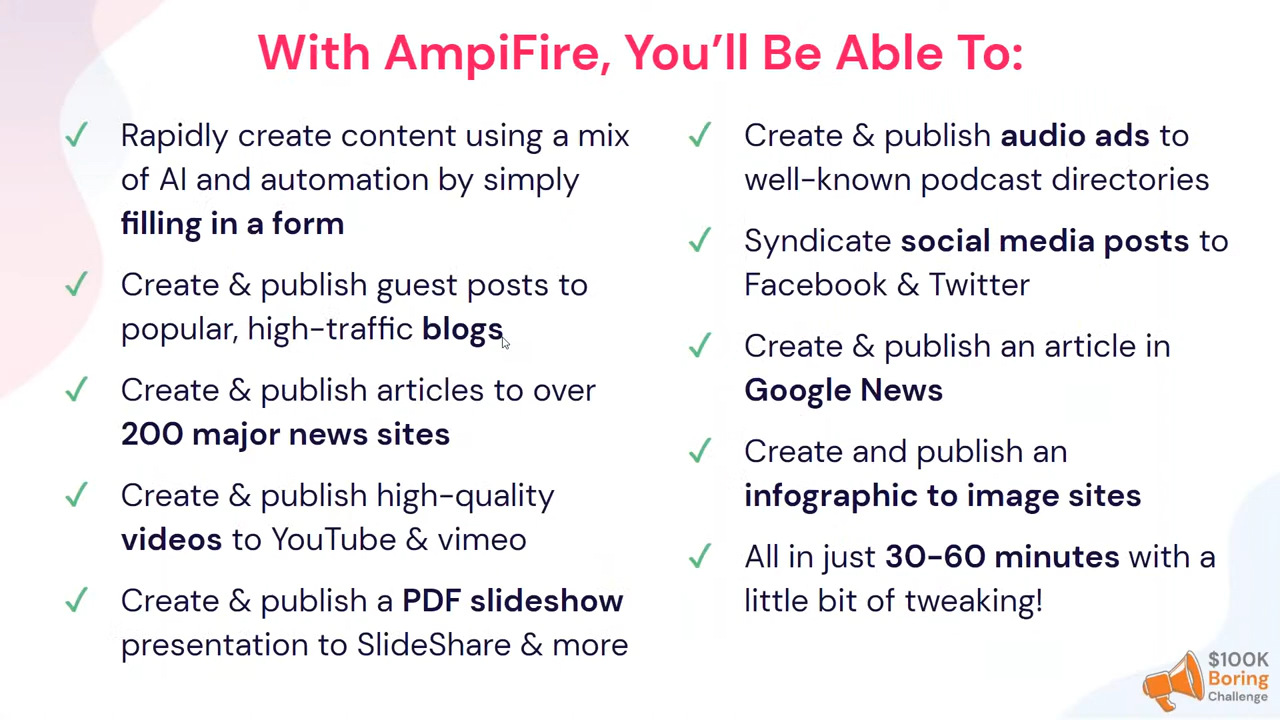 With AmpiFire, You’ll Be Able To:
✓ Rapidly create content using a mix
of AI and automation by simply
filling in a form
✓ Create & publish guest posts to
popular, high-traffic blogs
✓ Create & publish articles to over
200 major news sites
✓ Create & publish high-quality
videos to YouTube & vimeo
✓ Create & publish a PDF slideshow
presentation to SlideShare & more
✓ Create & publish audio ads to
well-known podcast directories
✓ Syndicate social media posts to
Facebook & Twitter
✓ Create & publish an article in
Google News
✓ Create and publish an
infographic to image sites
✓ All in just 30-60 minutes with a
little bit of tweaking!
$100K
Boring
Challenge